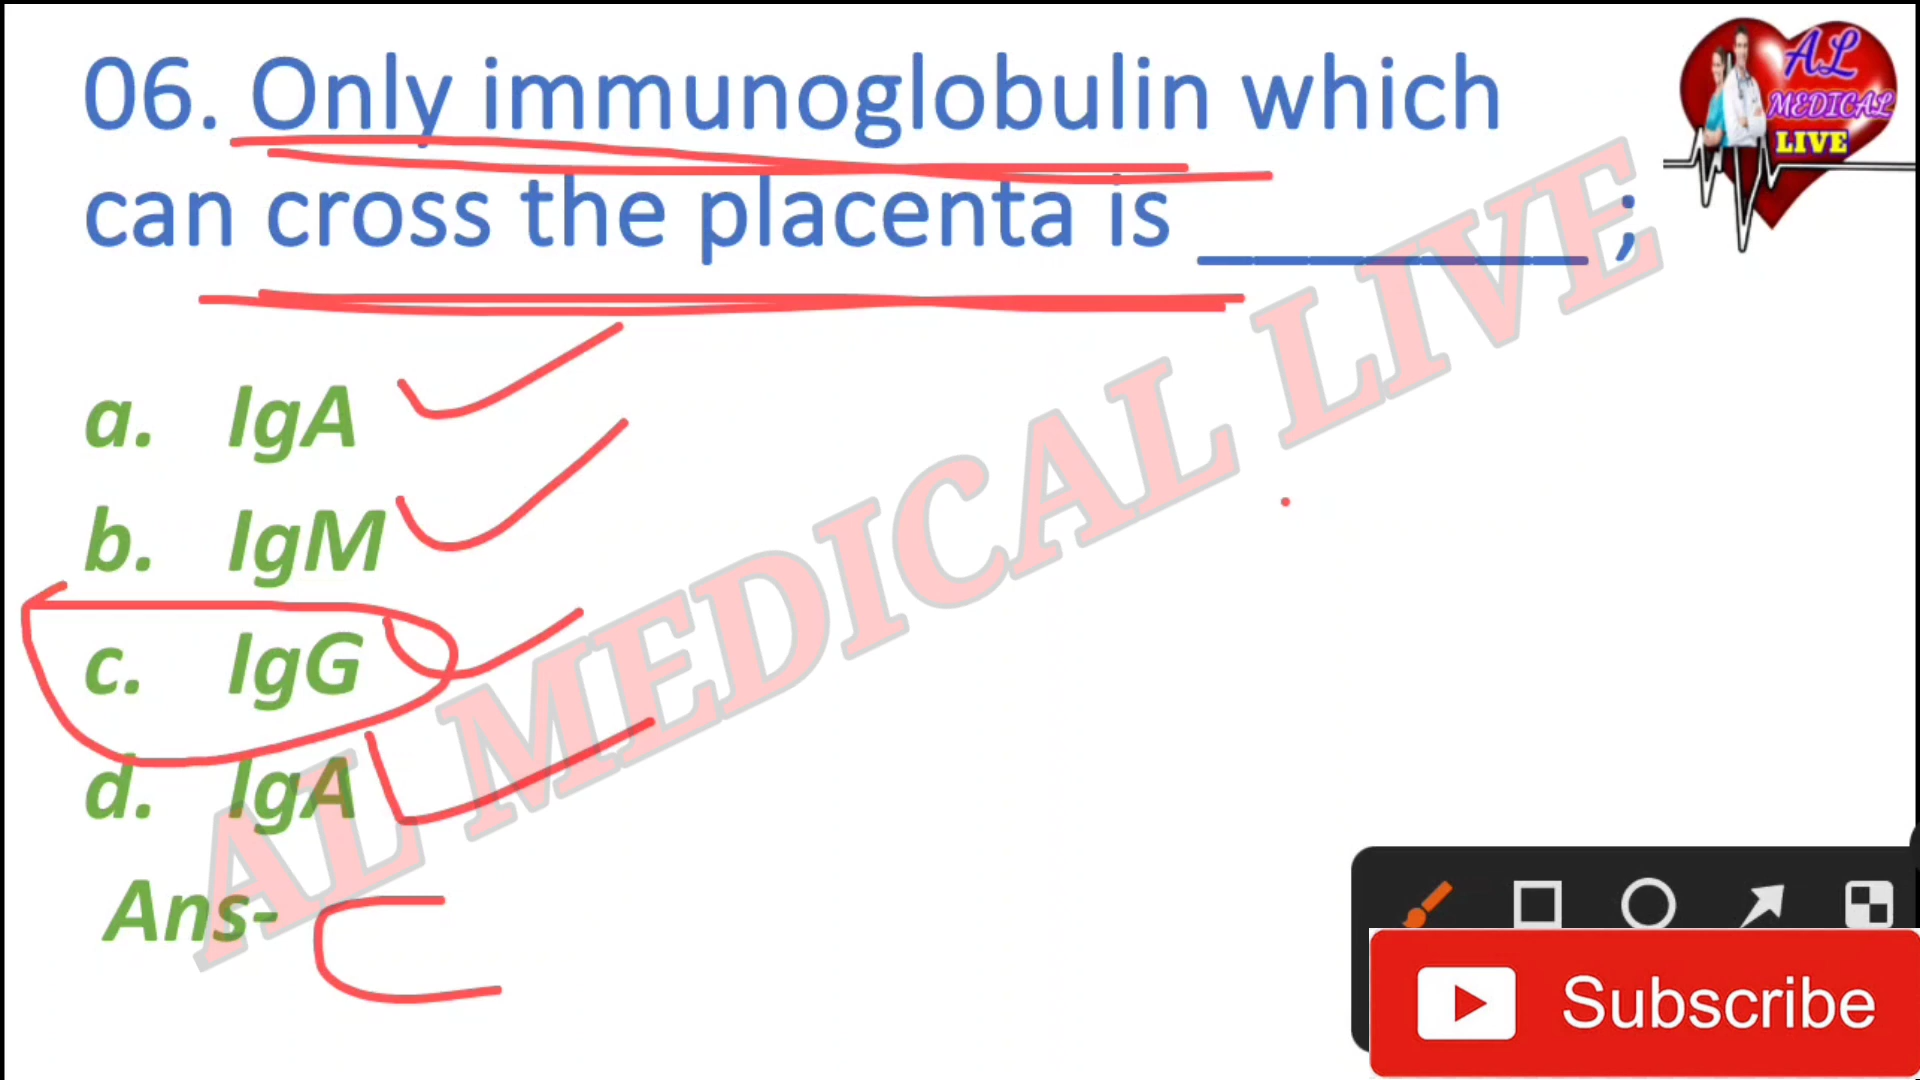 06. Only immunoglobulin which
can cross the placenta is ________ ;
a. IgA
b. IgM
c. IgG
d. IgA
Ans- C
AL MEDICAL LIVE
AL
MEDICAL
LIVE
Subscribe